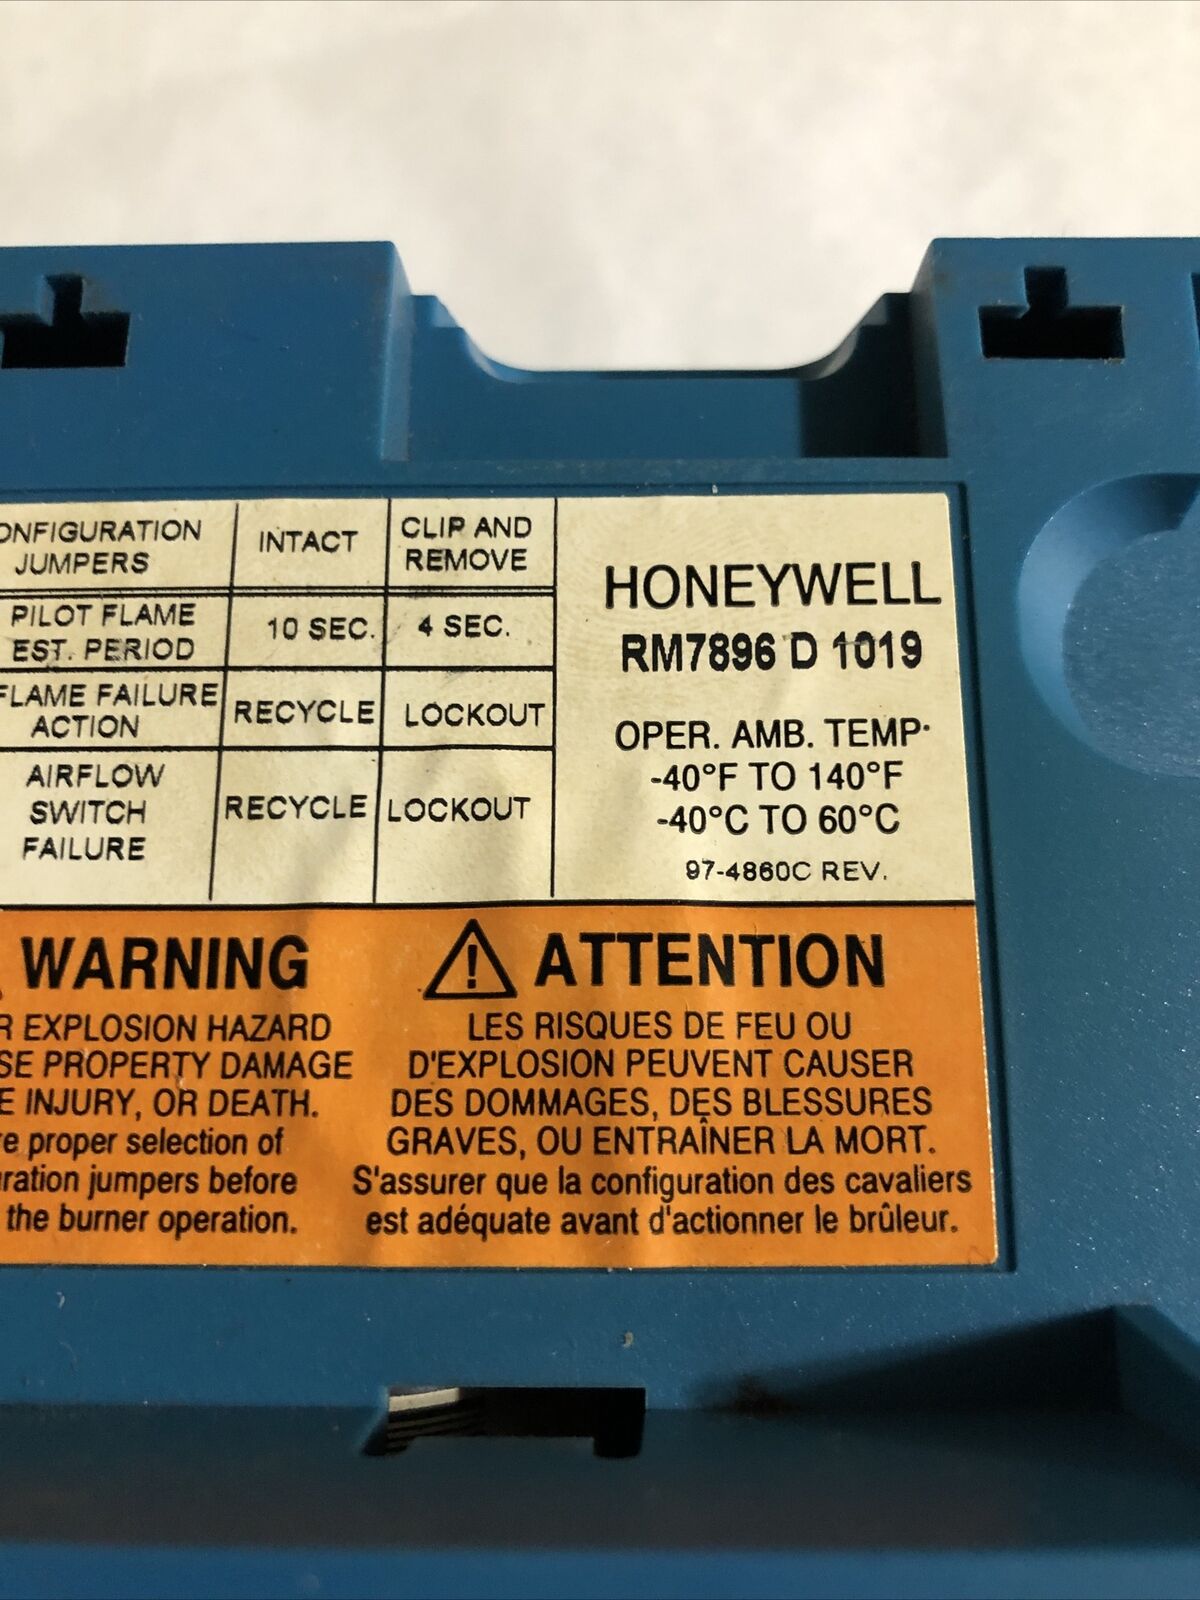 ONFIGURATION JUMPERS INTACT CLIP AND REMOVE
PILOT FLAME EST. PERIOD 10 SEC. 4 SEC.
FLAME FAILURE ACTION RECYCLE LOCKOUT
AIRFLOW SWITCH FAILURE RECYCLE LOCKOUT
HONEYWELL
RM7896 D 1019
OPER. AMB. TEMP.
-40°F TO 140°F
-40°C TO 60°C
97-4860C REV.
WARNING
R EXPLOSION HAZARD
SE PROPERTY DAMAGE
E INJURY, OR DEATH.
re proper selection of
uration jumpers before
the burner operation.
ATTENTION
LES RISQUES DE FEU OU
D'EXPLOSION PEUVENT CAUSER
DES DOMMAGES, DES BLESSURES
GRAVES, OU ENTRAÎNER LA MORT.
S'assurer que la configuration des cavaliers
est adéquate avant d'actionner le brûleur.